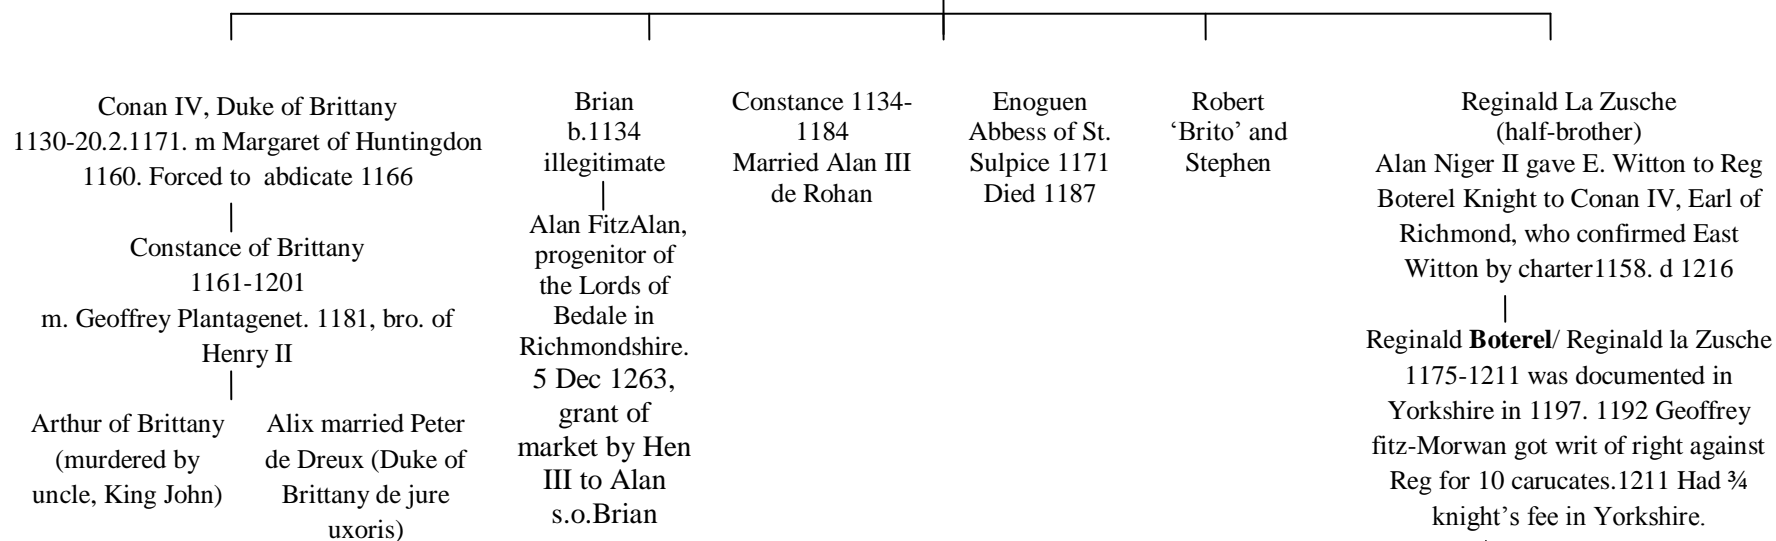 Conan IV, Duke of Brittany
1130-20.2.1171. m Margaret of Huntingdon
1160. Forced to abdicate 1166
Constance of Brittany
1161-1201
m. Geoffrey Plantagenet. 1181, bro. of
Henry II
Arthur of Brittany
(murdered by
uncle, King John)
Alix married Peter
de Dreux (Duke of
Brittany de jure
uxoris)
Brian
b.1134
illegitimate
Alan FitzAlan,
progenitor of
the Lords of
Bedale in
Richmondshire.
5 Dec 1263,
grant of
market by Hen
III to Alan
s.o.Brian
Constance 1134-
1184
Married Alan III
de Rohan
Enoguen
Abbess of St.
Sulpice 1171
Died 1187
Robert
‘Brito’ and
Stephen
Reginald La Zusche
(half-brother)
Alan Niger II gave E. Witton to Reg
Boterel Knight to Conan IV, Earl of
Richmond, who confirmed East
Witton by charter1158. d 1216
Reginald Boterel/ Reginald la Zusche
1175-1211 was documented in
Yorkshire in 1197. 1192 Geoffrey
fitz-Morwan got writ of right against
Reg for 10 carucates.1211 Had ¾
knight’s fee in Yorkshire.